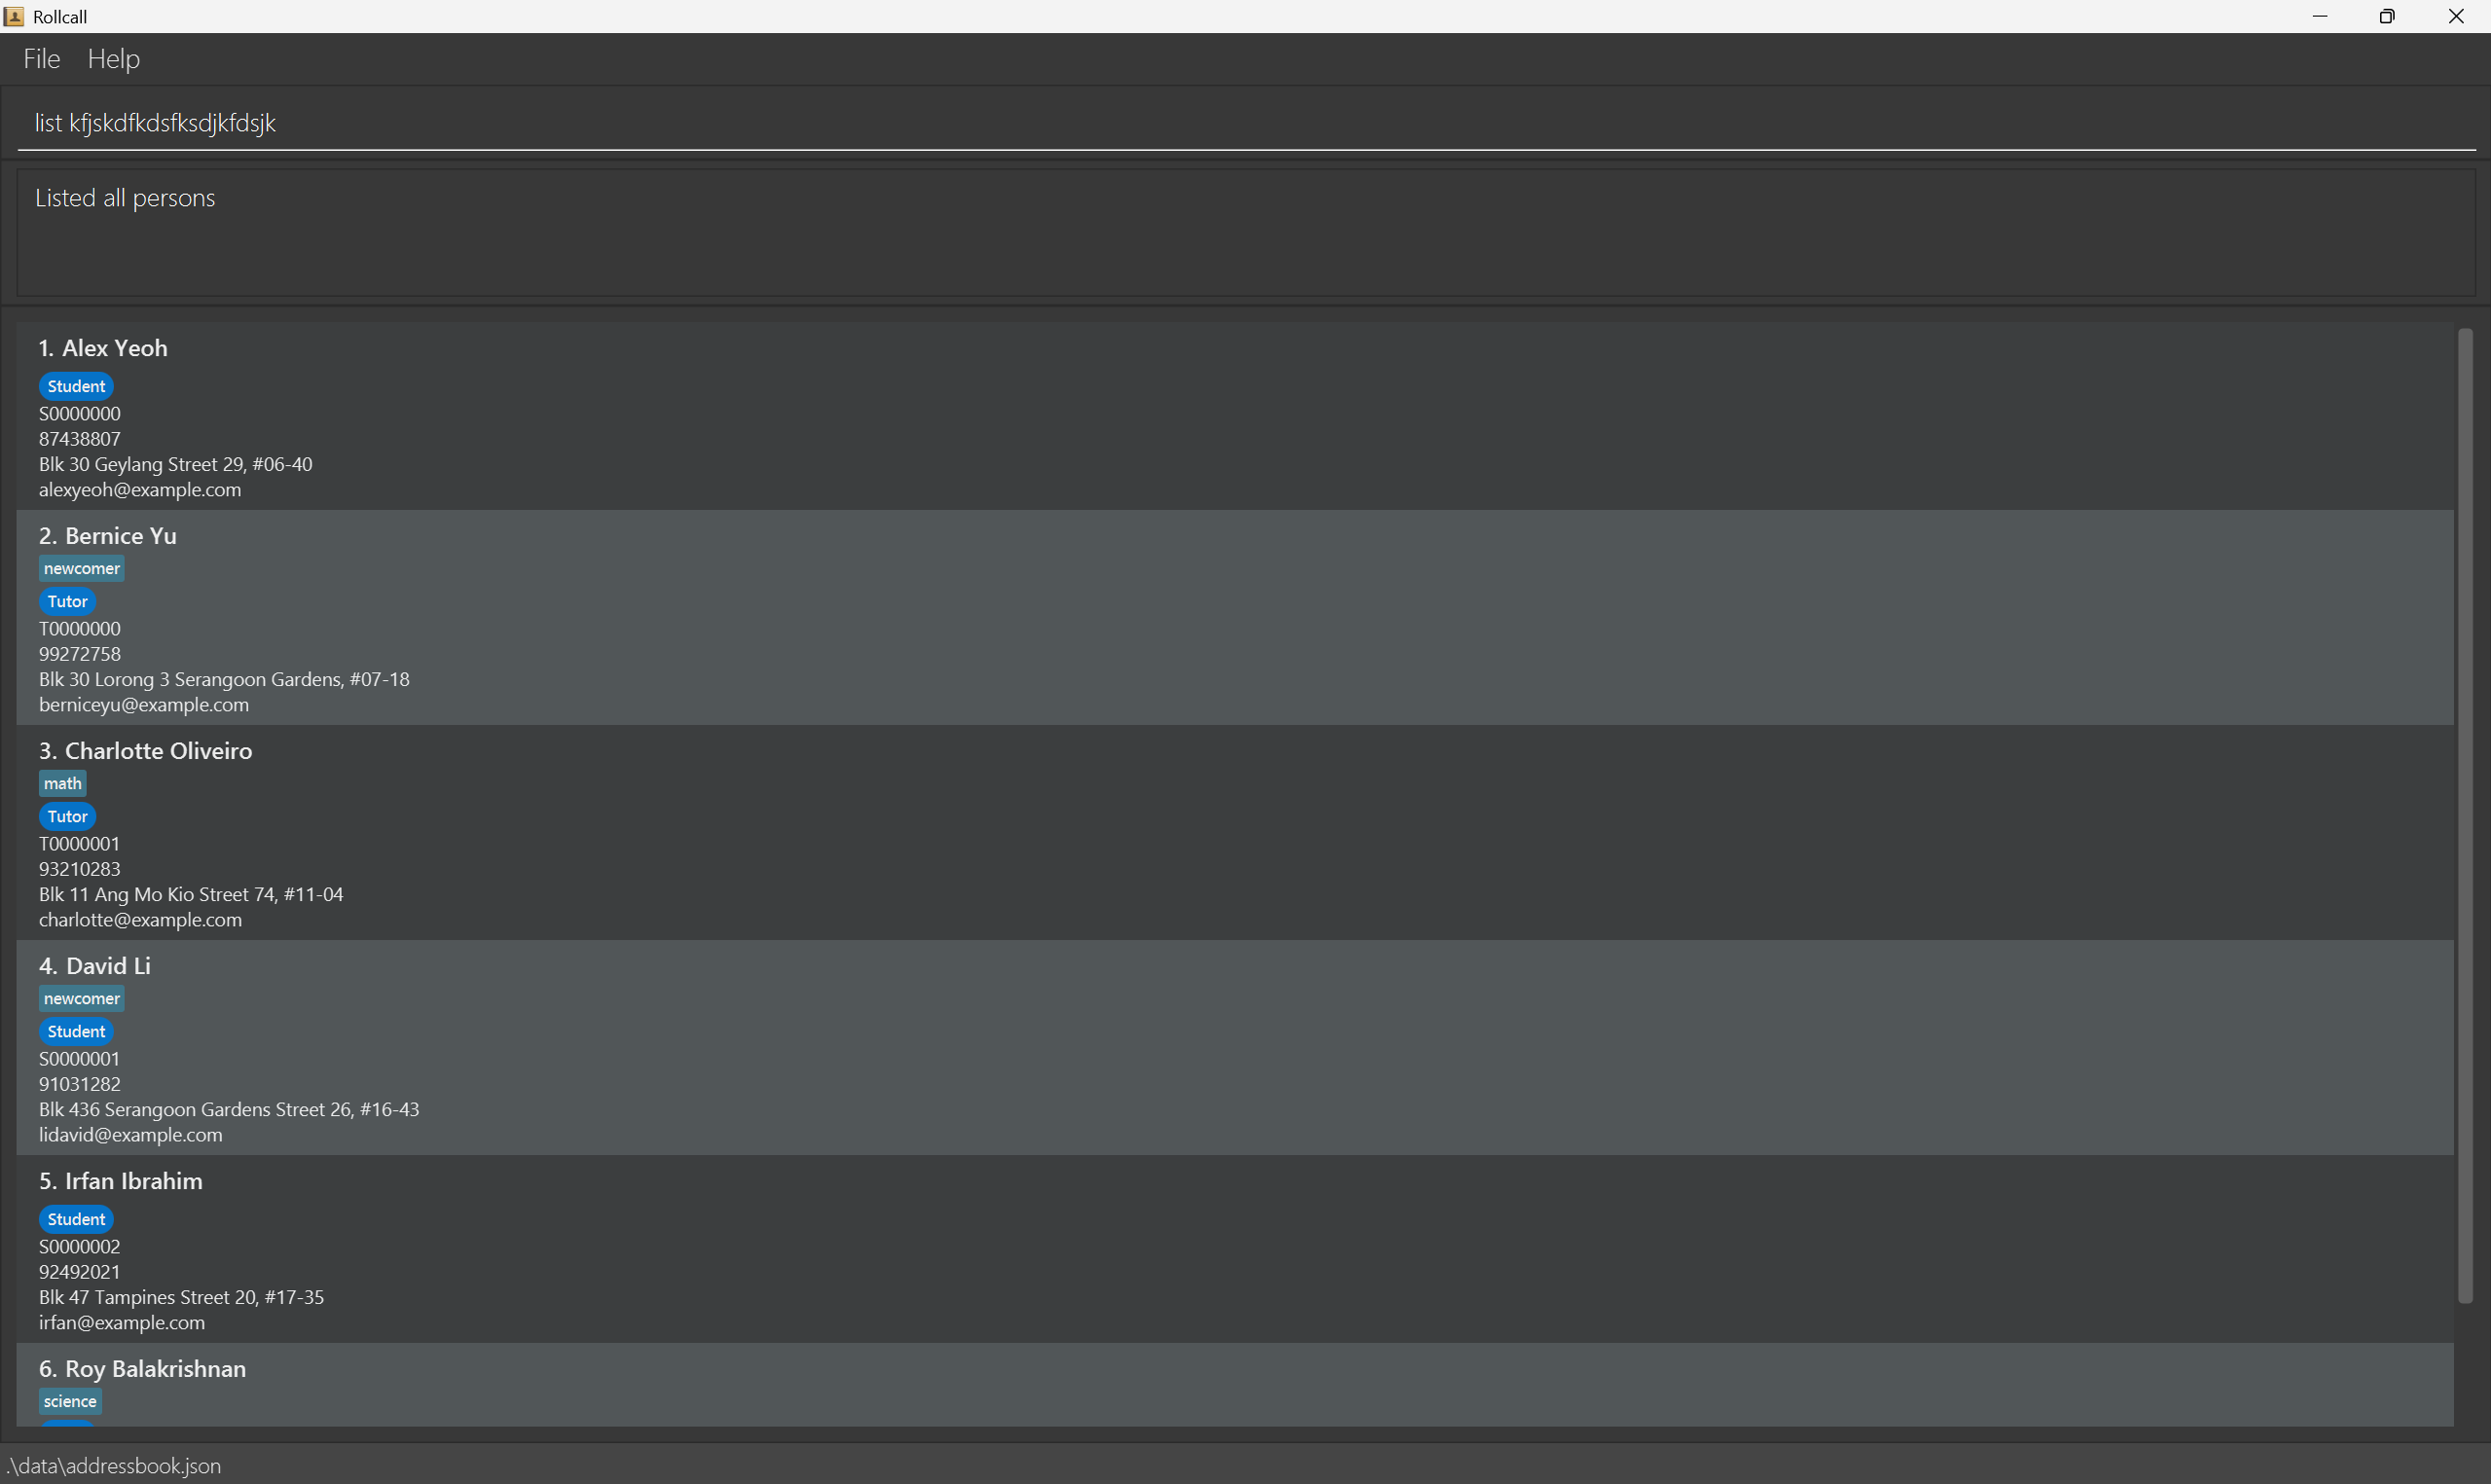 Rollcall
File Help
list kfjskdfkdsfksdjkfdsjk
Listed all persons
1. Alex Yeoh
Student
S0000000
87438807
Blk 30 Geylang Street 29, #06-40
alexyeoh@example.com
2. Bernice Yu
newcomer
Tutor
T0000000
99272758
Blk 30 Lorong 3 Serangoon Gardens, #07-18
berniceyu@example.com
3. Charlotte Oliveiro
math
Tutor
T0000001
93210283
Blk 11 Ang Mo Kio Street 74, #11-04
charlotte@example.com
4. David Li
newcomer
Student
S0000001
91031282
Blk 436 Serangoon Gardens Street 26, #16-43
lidavid@example.com
5. Irfan Ibrahim
Student
S0000002
92492021
Blk 47 Tampines Street 20, #17-35
irfan@example.com
6. Roy Balakrishnan
science
.\data\addressbook.json